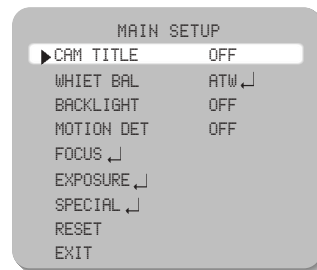 MAIN SETUP
▶CAM TITLE OFF
WHIET BAL ATW↵
BACKLIGHT OFF
MOTION DET OFF
FOCUS ↵
EXPOSURE↵
SPECIAL ↵
RESET
EXIT